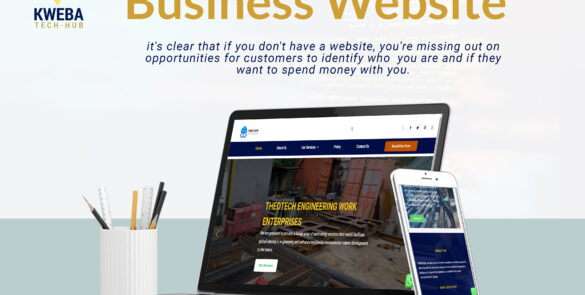 Business Website
KWEBA
TECH-HUB
it's clear that if you don't have a website, you're missing out on
opportunities for customers to identify who you are and if they
want to spend money with you.
Home About Us Our Services Policy Contact Us
THEDTECH ENGINEERING WORK
ENTERPRISES